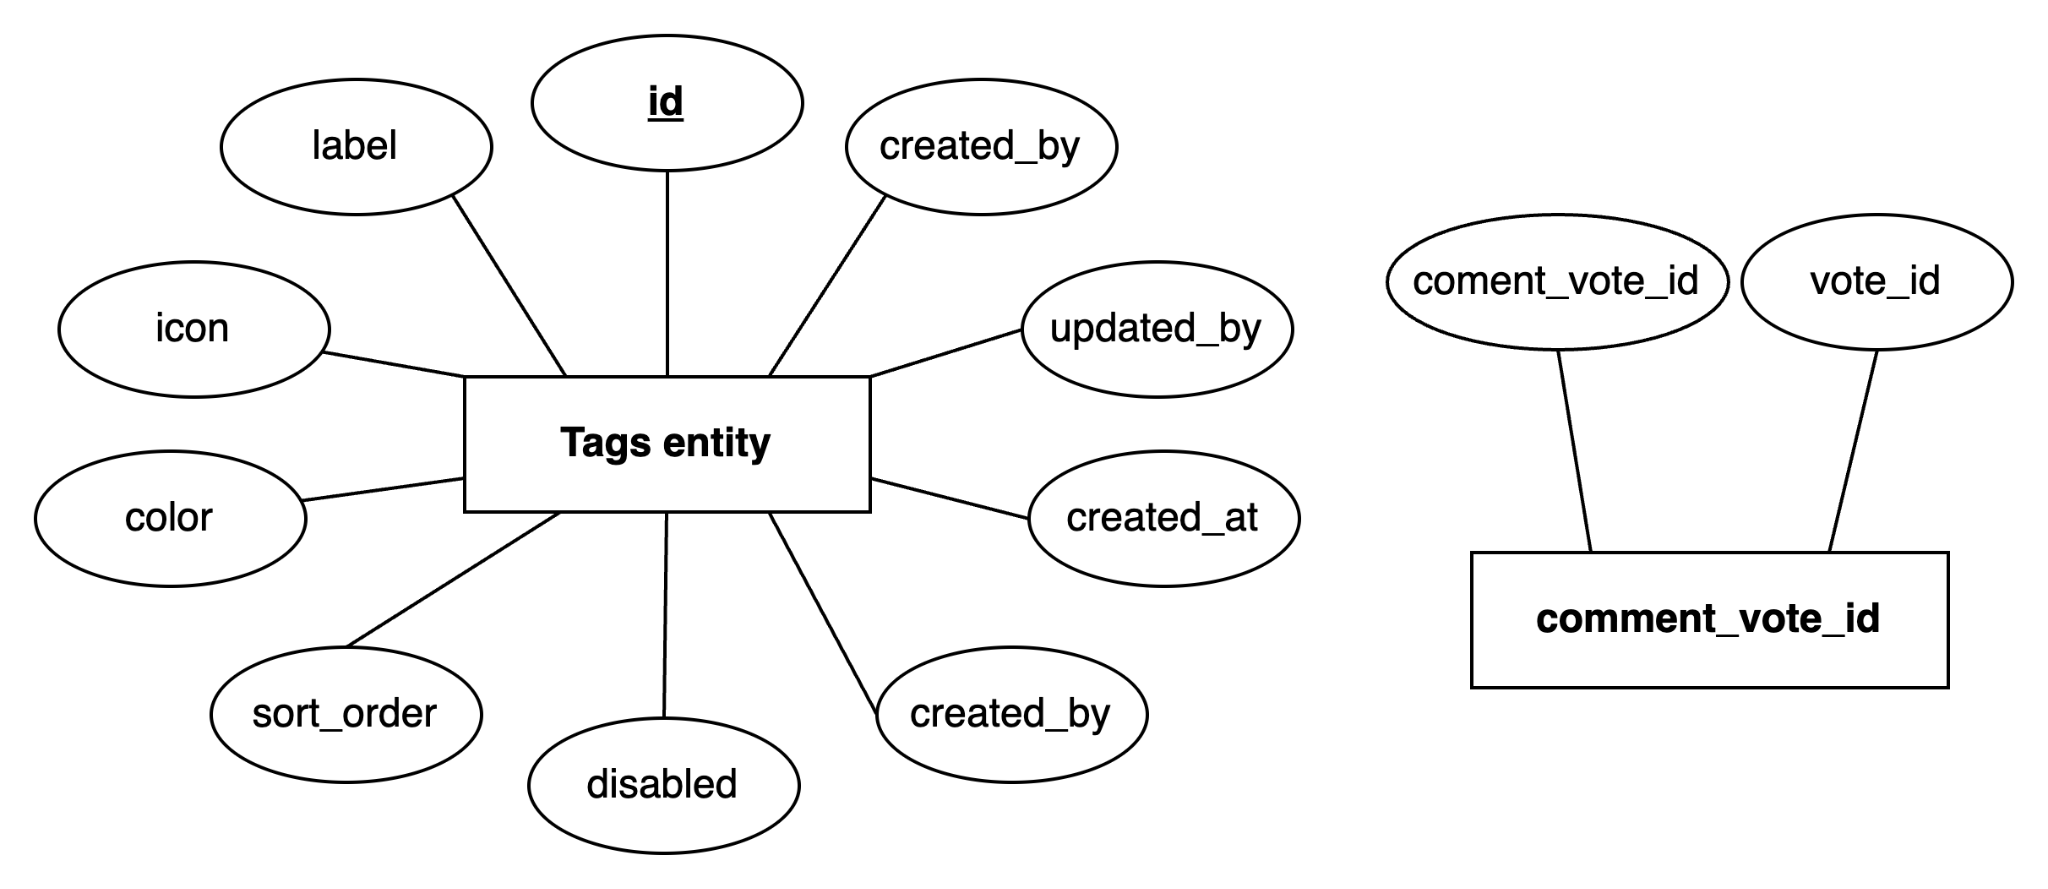 id
label
created_by
coment_vote_id
vote_id
icon
updated_by
Tags entity
color
created_at
comment_vote_id
sort_order
created_by
disabled